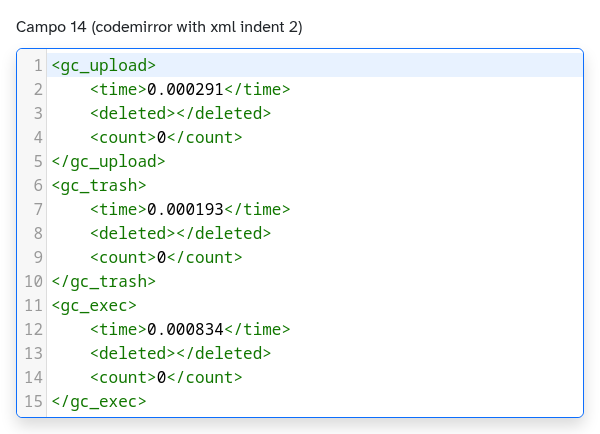 Campo 14 (codemirror with xml indent 2)
1 <gc_upload>
2     <time>0.000291</time>
3     <deleted></deleted>
4     <count>0</count>
5 </gc_upload>
6 <gc_trash>
7     <time>0.000193</time>
8     <deleted></deleted>
9     <count>0</count>
10 </gc_trash>
11 <gc_exec>
12     <time>0.000834</time>
13     <deleted></deleted>
14     <count>0</count>
15 </gc_exec>